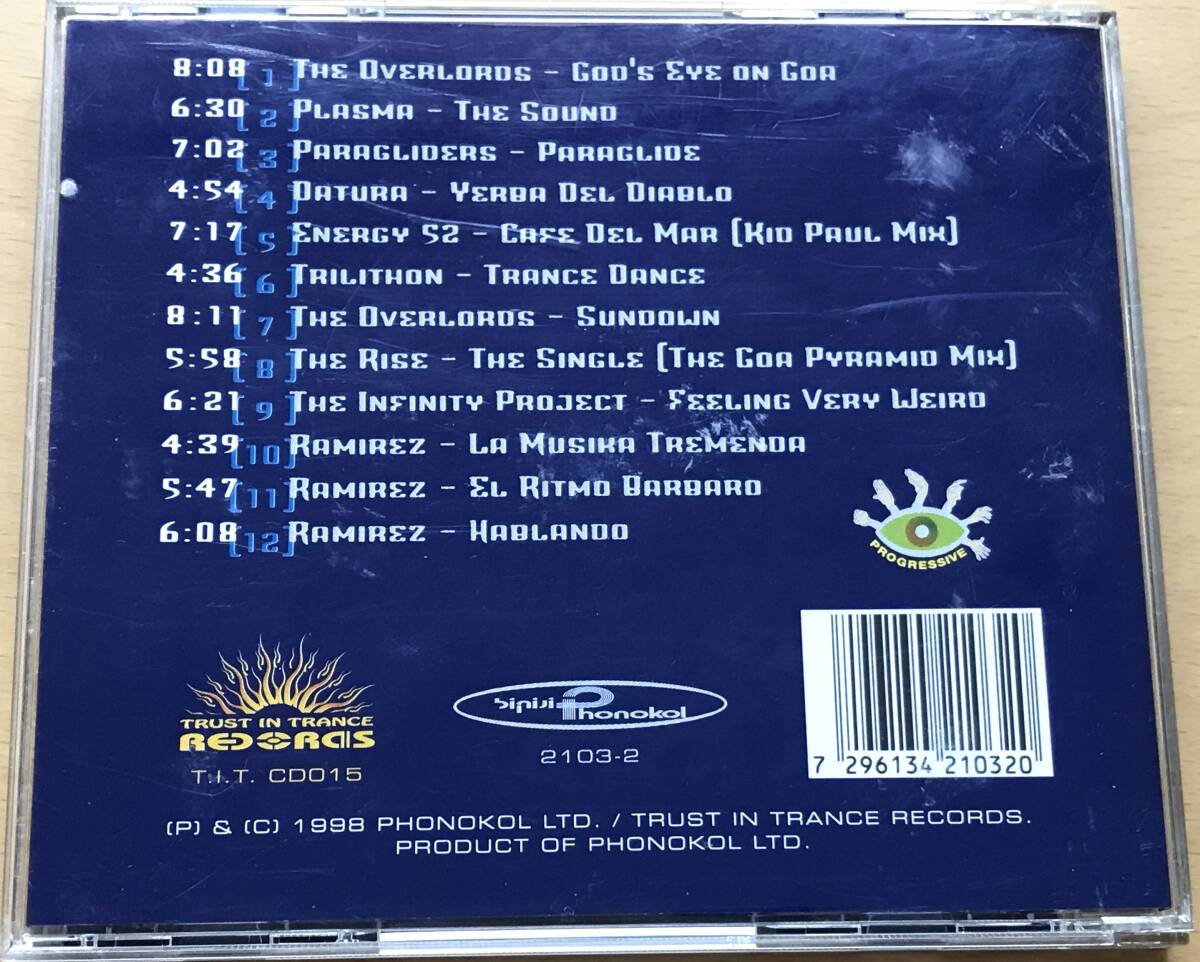 8:08 [1] The Overlords - God's Eye on Goa
6:30 [2] Plasma - The Sound
7:02 [3] Paragliders - Paraglide
4:54 [4] Datura - Yerba Del Diablo
7:17 [5] Energy 52 - Cafe Del Mar (Kid Paul Mix)
4:36 [6] Trilithon - Trance Dance
8:11 [7] The Overlords - Sundown
5:58 [8] The Rise - The Single (The Goa Pyramid Mix)
6:21 [9] The Infinity Project - Feeling Very Weird
4:39 [10] Ramirez - La Musika Tremenda
5:47 [11] Ramirez - El Ritmo Barbaro
6:08 [12] Ramirez - Hablando
PROGRESSIVE
TRUST IN TRANCE
RECORDS
T.I.T. CD015
Phonokol
2103-2
7 296134 210320
(P) & (C) 1998 PHONOKOL LTD. / TRUST IN TRANCE RECORDS.
PRODUCT OF PHONOKOL LTD.